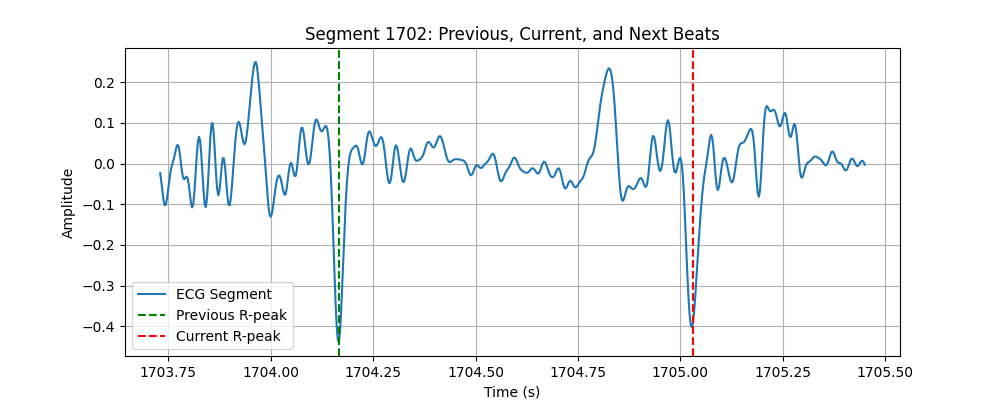 Segment 1702: Previous, Current, and Next Beats
Amplitude
0.2
0.1
0.0
−0.1
−0.2
−0.3
−0.4
ECG Segment
Previous R-peak
Current R-peak
1703.75 1704.00 1704.25 1704.50 1704.75 1705.00 1705.25 1705.50
Time (s)